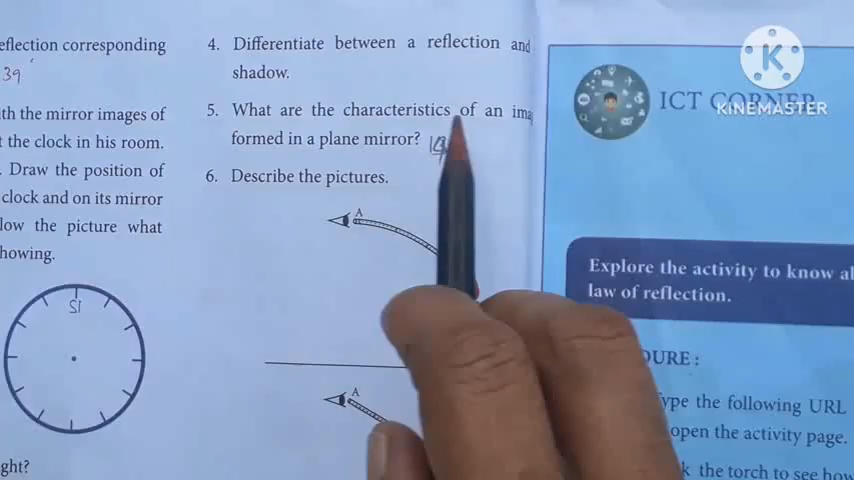 eflection corresponding
39
th the mirror images of
t the clock in his room.
. Draw the position of
clock and on its mirror
low the picture what
howing.
12
ght?
4. Differentiate between a reflection and
shadow.
5. What are the characteristics of an ima
formed in a plane mirror?
6. Describe the pictures.
A
A
ICT CORNER
KINEMASTER
Explore the activity to know al
law of reflection.
DURE :
ype the following URL
open the activity page.
k the torch to see how